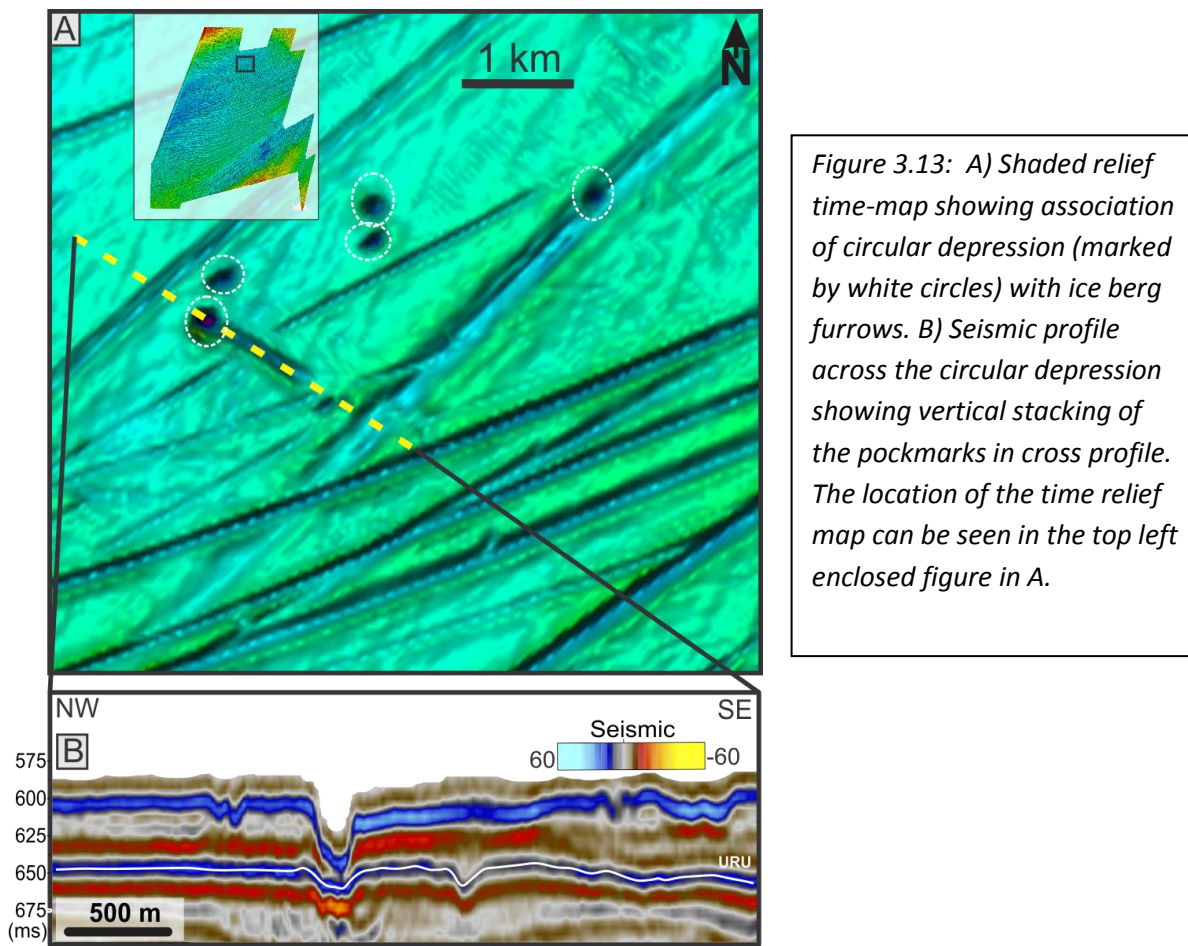 A
1 km
N
Figure 3.13:  A) Shaded relief
time-map showing association
of circular depression (marked
by white circles) with ice berg
furrows. B) Seismic profile
across the circular depression
showing vertical stacking of
the pockmarks in cross profile.
The location of the time relief
map can be seen in the top left
enclosed figure in A.
NW
SE
B
Seismic
60
-60
575
600
625
650
675
(ms)
URU
500 m